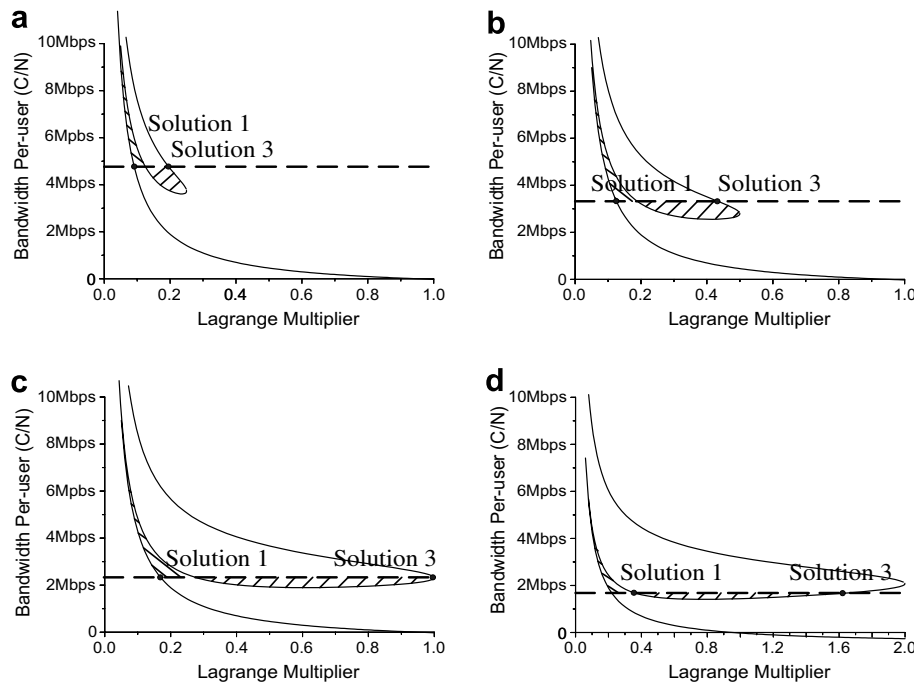 a
10Mbps
8Mbps
6Mbps
4Mbps
2Mbps
0
Bandwidth Per-user (C/N)
Solution 1
Solution 3
0.0 0.2 0.4 0.6 0.8 1.0
Lagrange Multiplier
b
10Mbps
8Mbps
6Mbps
4Mbps
2Mbps
0
Bandwidth Per-user (C/N)
Solution 1 Solution 3
0.0 0.2 0.4 0.6 0.8 1.0
Lagrange Multiplier
c
10Mbps
8Mpbs
6Mbps
4Mbps
2Mbps
0
Bandwidth Per-user (C/N)
Solution 1 Solution 3
0.0 0.2 0.4 0.6 0.8 1.0
Lagrange Multiplier
d
10Mbps
8Mbps
6Mbps
4Mbps
2Mbps
0
Bandwidth Per-user (C/N)
Solution 1 Solution 3
0.0 0.4 0.8 1.2 1.6 2.0
Lagrange Multiplier